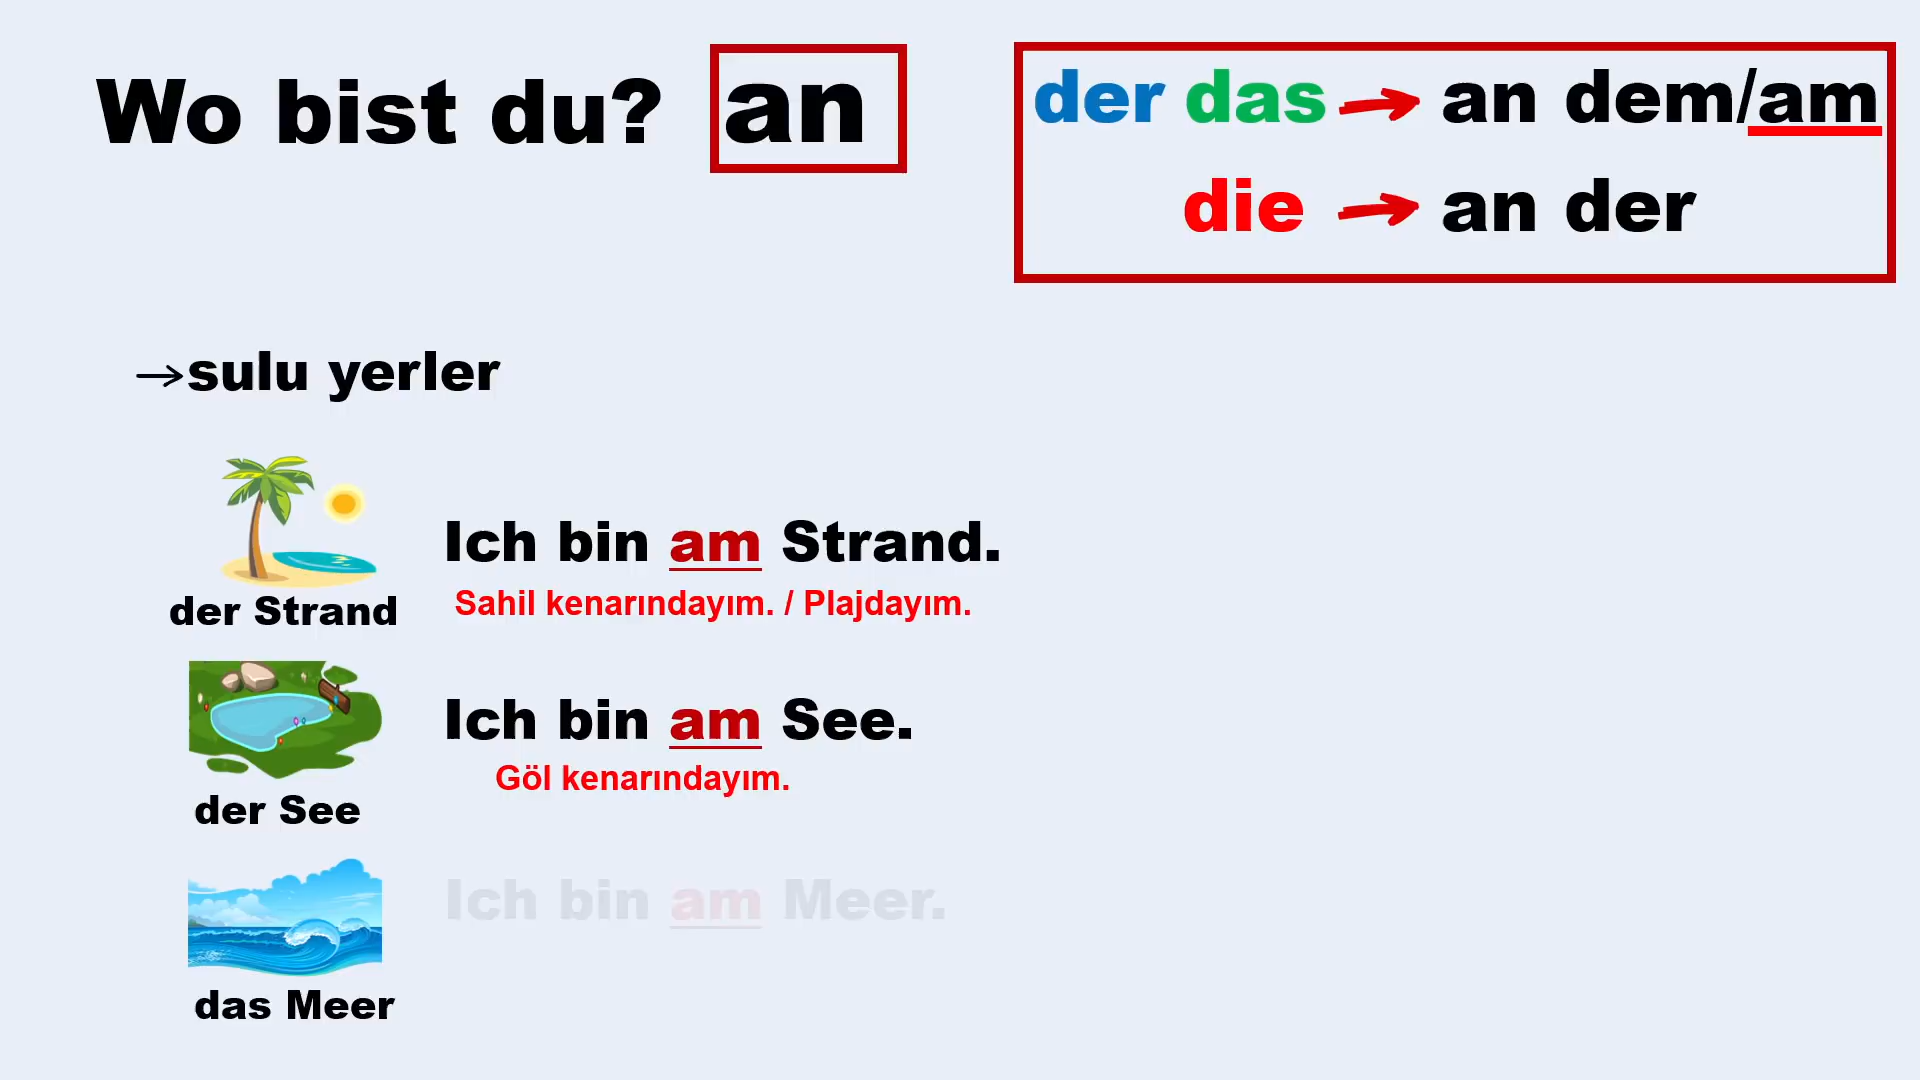 Wo bist du? an
der das → an dem/am
die → an der
→sulu yerler
Ich bin am Strand.
Sahil kenarındayım. / Plajdayım.
der Strand
Ich bin am See.
Göl kenarındayım.
der See
Ich bin am Meer.
das Meer